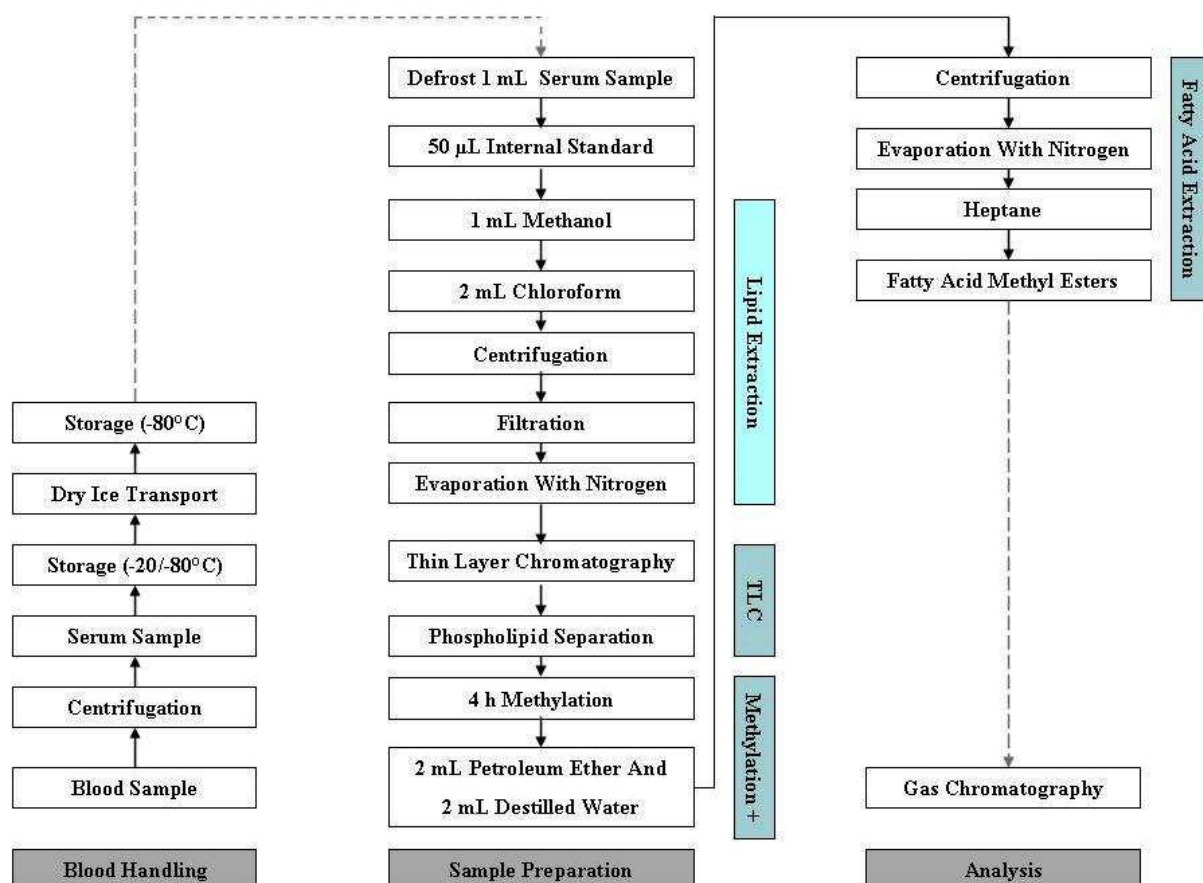 Blood Sample
Centrifugation
Serum Sample
Storage (-20/-80°C)
Dry Ice Transport
Storage (-80°C)
Blood Handling
Defrost 1 mL Serum Sample
50 µL Internal Standard
1 mL Methanol
2 mL Chloroform
Centrifugation
Filtration
Evaporation With Nitrogen
Lipid Extraction
Thin Layer Chromatography
Phospholipid Separation
TLC
4 h Methylation
2 mL Petroleum Ether And
2 mL Destilled Water
Methylation +
Sample Preparation
Centrifugation
Evaporation With Nitrogen
Heptane
Fatty Acid Methyl Esters
Fatty Acid Extraction
Gas Chromatography
Analysis